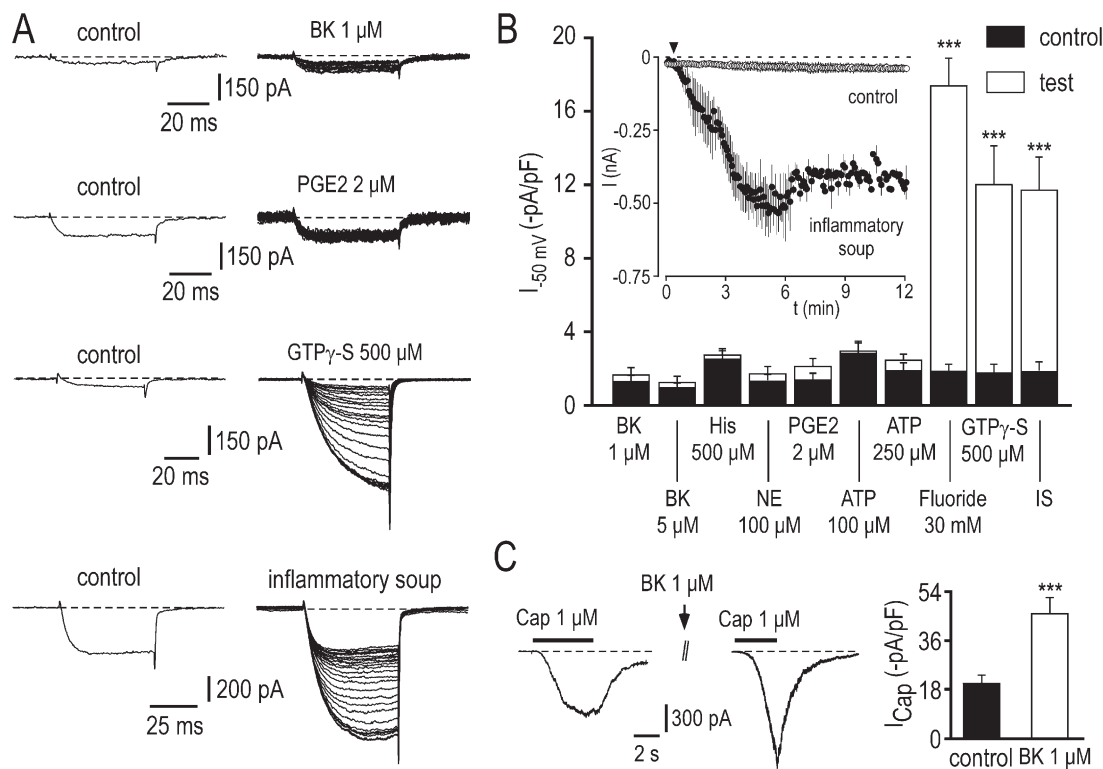 A
control
BK 1 µM
150 pA
20 ms
control
PGE2 2 µM
150 pA
20 ms
control
GTPγ-S 500 µM
150 pA
20 ms
control
inflammatory soup
200 pA
25 ms
B
control
test
I-50 mV (-pA/pF)
20
16
12
8
4
0
***
***
***
I (nA)
0
-0.25
-0.50
-0.75
control
inflammatory
soup
0 3 6 9 12
t (min)
BK
1 µM
BK
5 µM
His
500 µM
NE
100 µM
PGE2
2 µM
ATP
100 µM
ATP
250 µM
Fluoride
30 mM
GTPγ-S
500 µM
IS
C
Cap 1 µM
BK 1 µM
//
Cap 1 µM
300 pA
2 s
ICap (-pA/pF)
54
36
18
0
***
control BK 1 µM